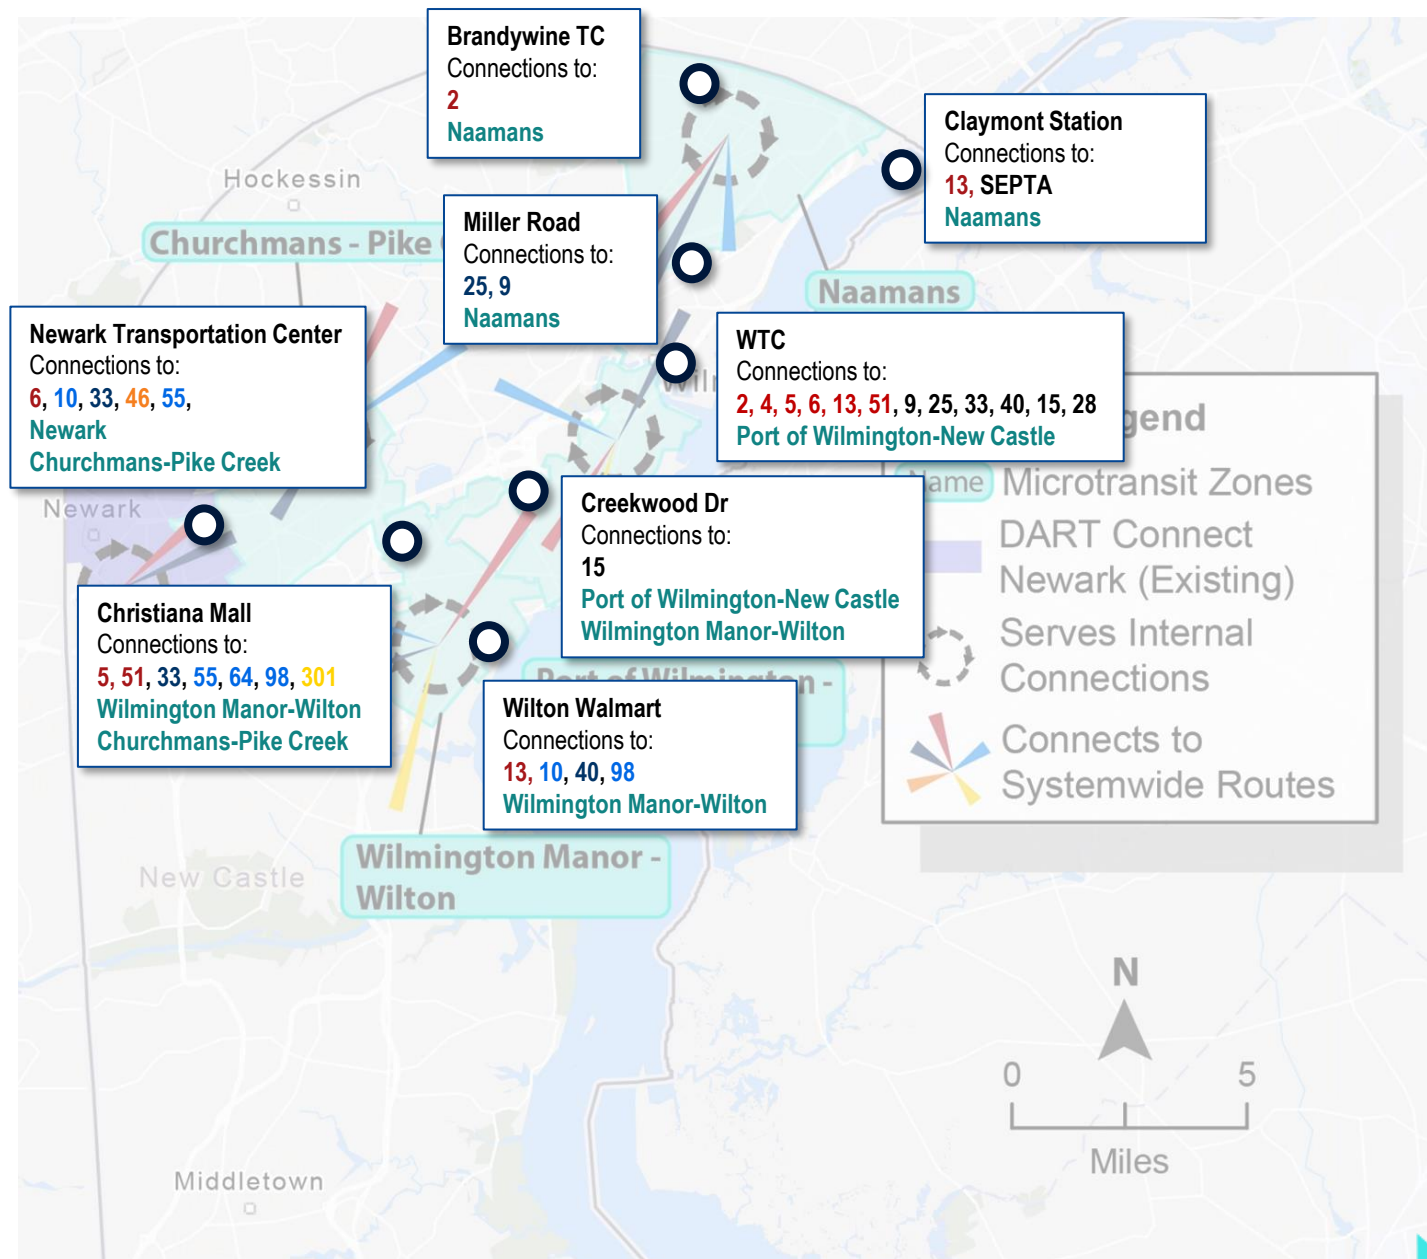 Brandywine TC
Connections to:
2
Naamans
Claymont Station
Connections to:
13, SEPTA
Naamans
Hockessin
Churchmans - Pike
Miller Road
Connections to:
25, 9
Naamans
Naamans
Newark Transportation Center
Connections to:
6, 10, 33, 46, 55,
Newark
Churchmans-Pike Creek
WTC
Connections to:
2, 4, 5, 6, 13, 51, 9, 25, 33, 40, 15, 28
Port of Wilmington-New Castle
Newark
Creekwood Dr
Connections to:
15
Port of Wilmington-New Castle
Wilmington Manor-Wilton
Christiana Mall
Connections to:
5, 51, 33, 55, 64, 98, 301
Wilmington Manor-Wilton
Churchmans-Pike Creek
Port of Wilmington -
Wilton Walmart
Connections to:
13, 10, 40, 98
Wilmington Manor-Wilton
Name Microtransit Zones
DART Connect
Newark (Existing)
Serves Internal
Connections
Connects to
Systemwide Routes
Wilmington Manor -
Wilton
New Castle
Middletown
N
0 5
Miles